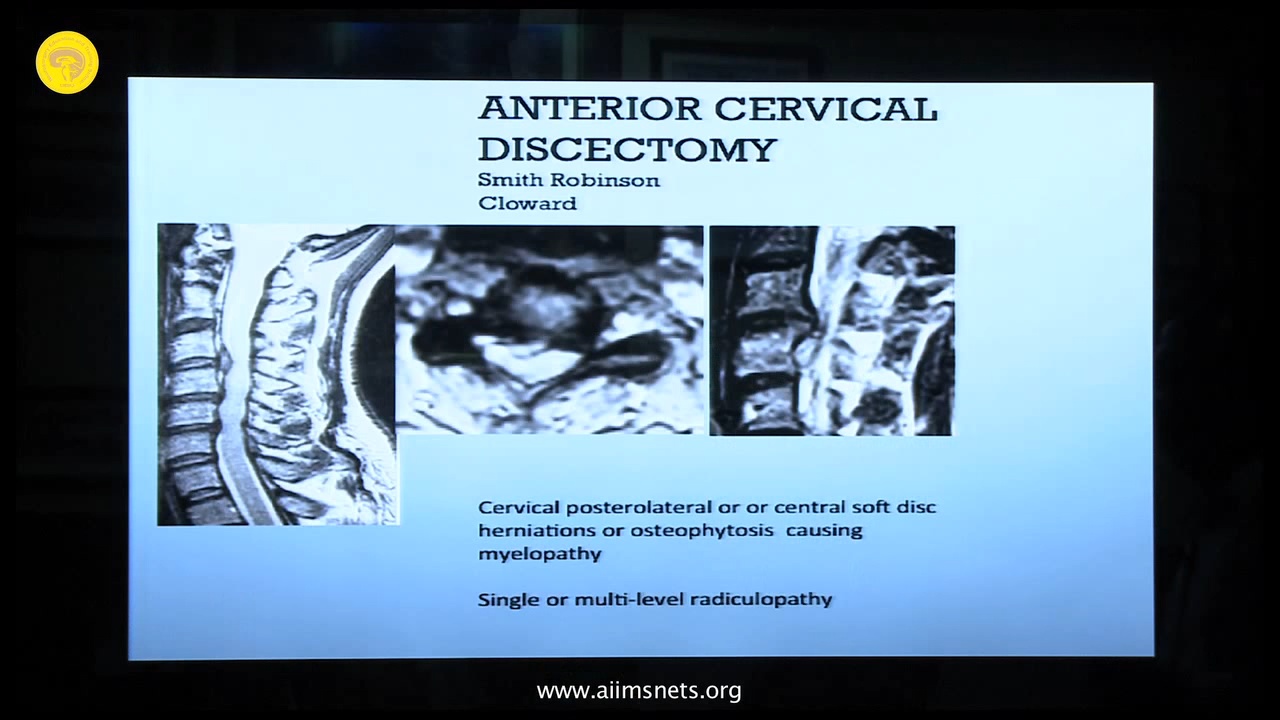 ANTERIOR CERVICAL
DISCECTOMY
Smith Robinson
Cloward
Cervical posterolateral or or central soft disc
herniations or osteophytosis causing
myelopathy
Single or multi-level radiculopathy
www.aiimsnets.org